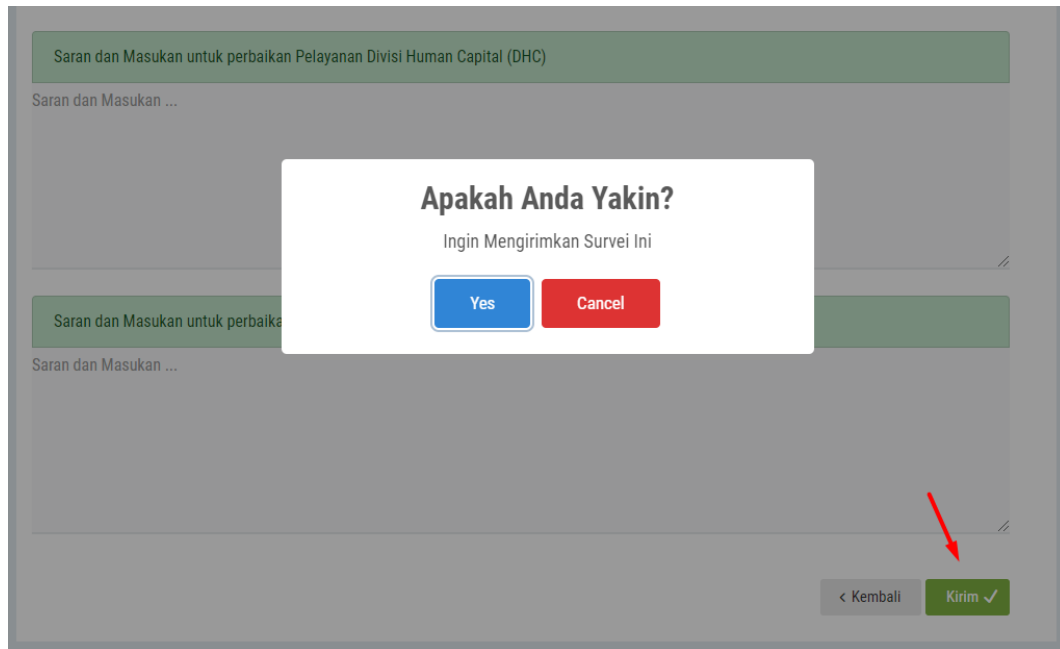 Saran dan Masukan untuk perbaikan Pelayanan Divisi Human Capital (DHC)
Saran dan Masukan ...
Apakah Anda Yakin?
Ingin Mengirimkan Survei Ini
Yes
Cancel
Saran dan Masukan untuk
Saran dan Masukan ...
< Kembali
Kirim ✓